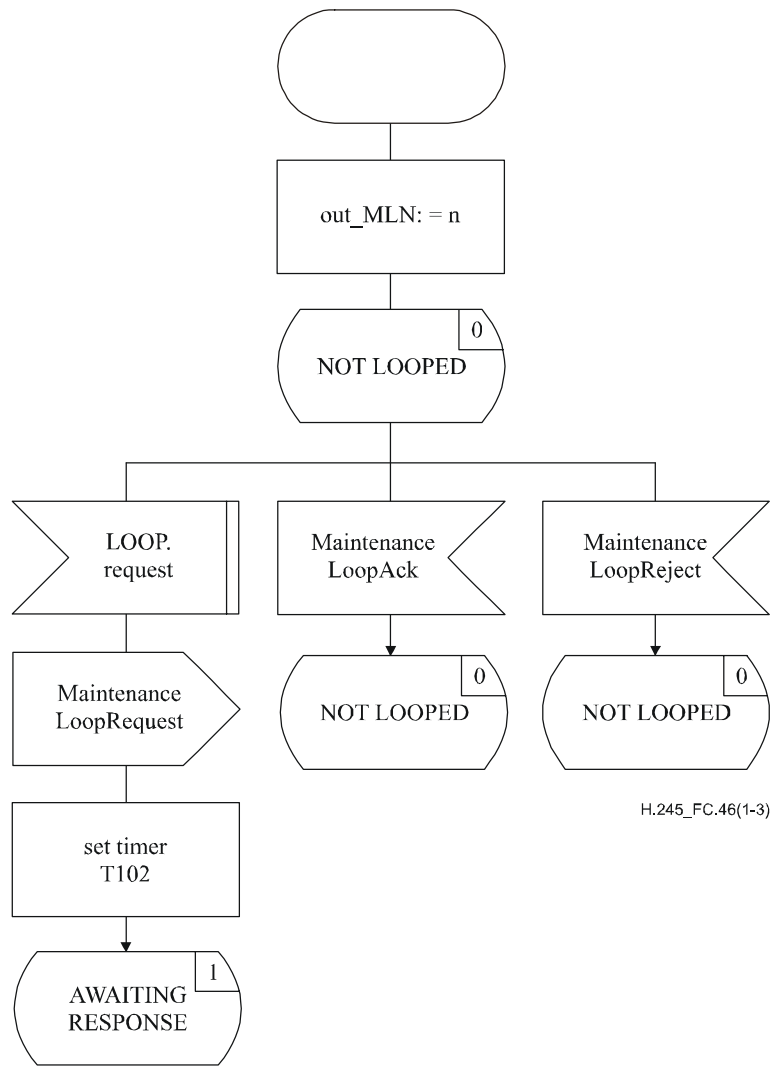 out_MLN: = n
0
NOT LOOPED
LOOP.
request
Maintenance
LoopAck
Maintenance
LoopReject
Maintenance
LoopRequest
0
NOT LOOPED
0
NOT LOOPED
H.245_FC.46(1-3)
set timer
T102
1
AWAITING
RESPONSE